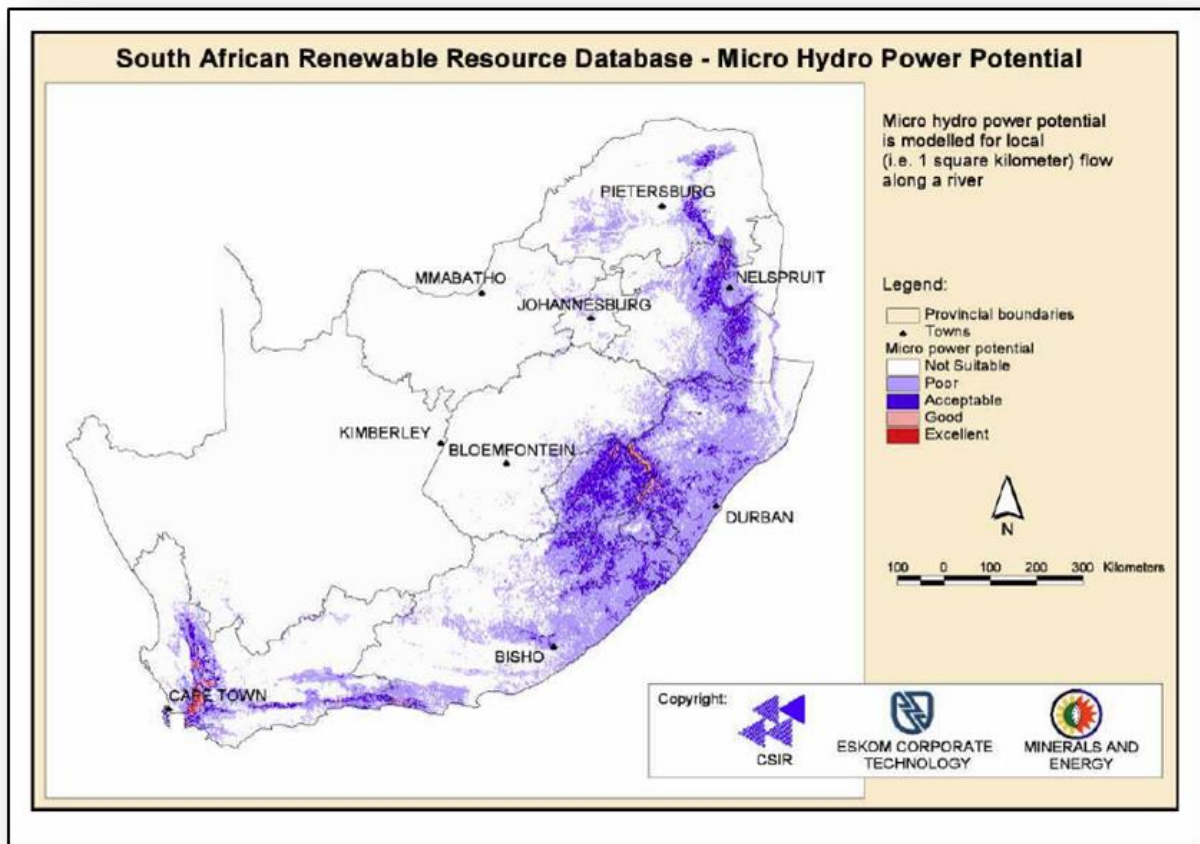 South African Renewable Resource Database - Micro Hydro Power Potential
Micro hydro power potential
is modelled for local
(i.e. 1 square kilometer) flow
along a river
PIETERSBURG
MMABATHO
NELSPRUIT
JOHANNESBURG
KIMBERLEY
BLOEMFONTEIN
DURBAN
BISHO
CAPE TOWN
Legend:
Provincial boundaries
Towns
Micro power potential
Not Suitable
Poor
Acceptable
Good
Excellent
N
100 0 100 200 300 Kilometers
Copyright:
CSIR
ESKOM CORPORATE
TECHNOLOGY
MINERALS AND
ENERGY